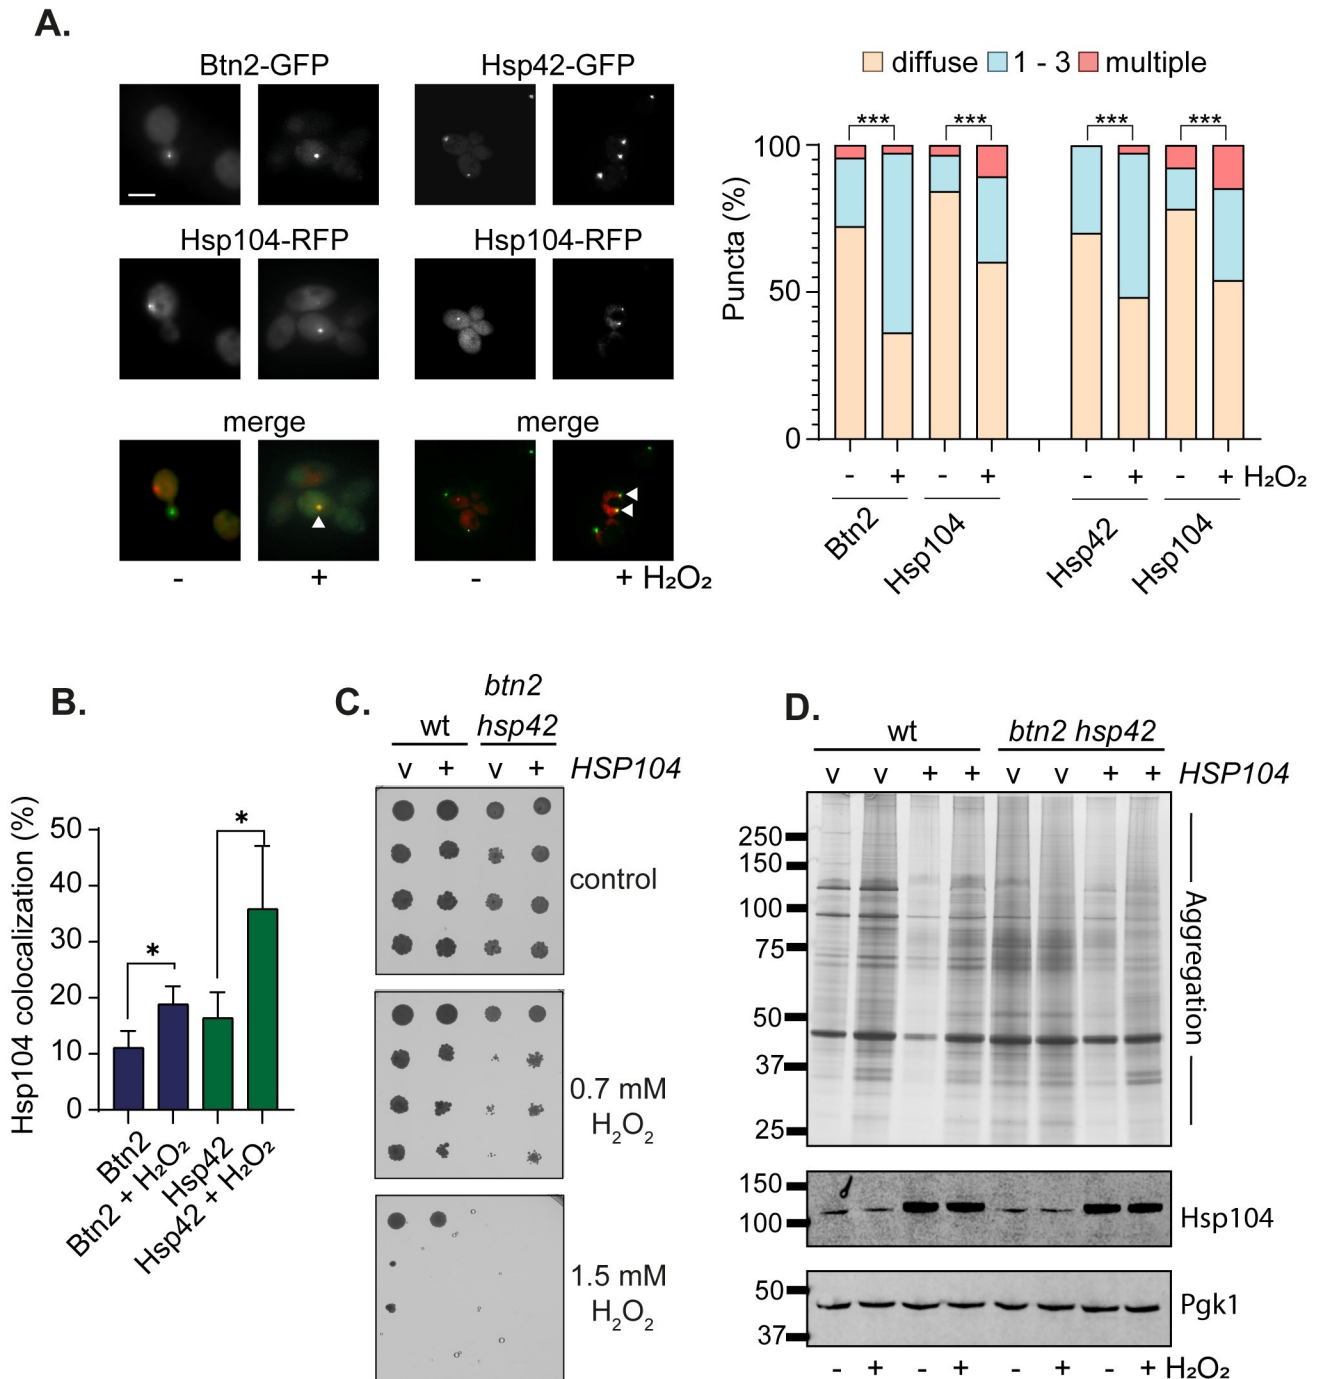 A.
Btn2-GFP
Hsp42-GFP
Hsp104-RFP
Hsp104-RFP
merge
merge
- + - + H₂O₂
diffuse 1 - 3 multiple
*** *** *** ***
Puncta (%)
100
50
0
- + - + - + - + H₂O₂
Btn2 Hsp104 Hsp42 Hsp104
B.
Hsp104 colocalization (%)
50
40
30
20
10
0
* *
Btn2
Btn2 + H₂O₂
Hsp42
Hsp42 + H₂O₂
C.
btn2
wt hsp42
v + v + HSP104
control
0.7 mM
H₂O₂
1.5 mM
H₂O₂
D.
wt btn2 hsp42
v v + + v v + + HSP104
250
150
100
75
50
37
25
Aggregation
150
100
Hsp104
50
37
Pgk1
- + - + - + - + H₂O₂